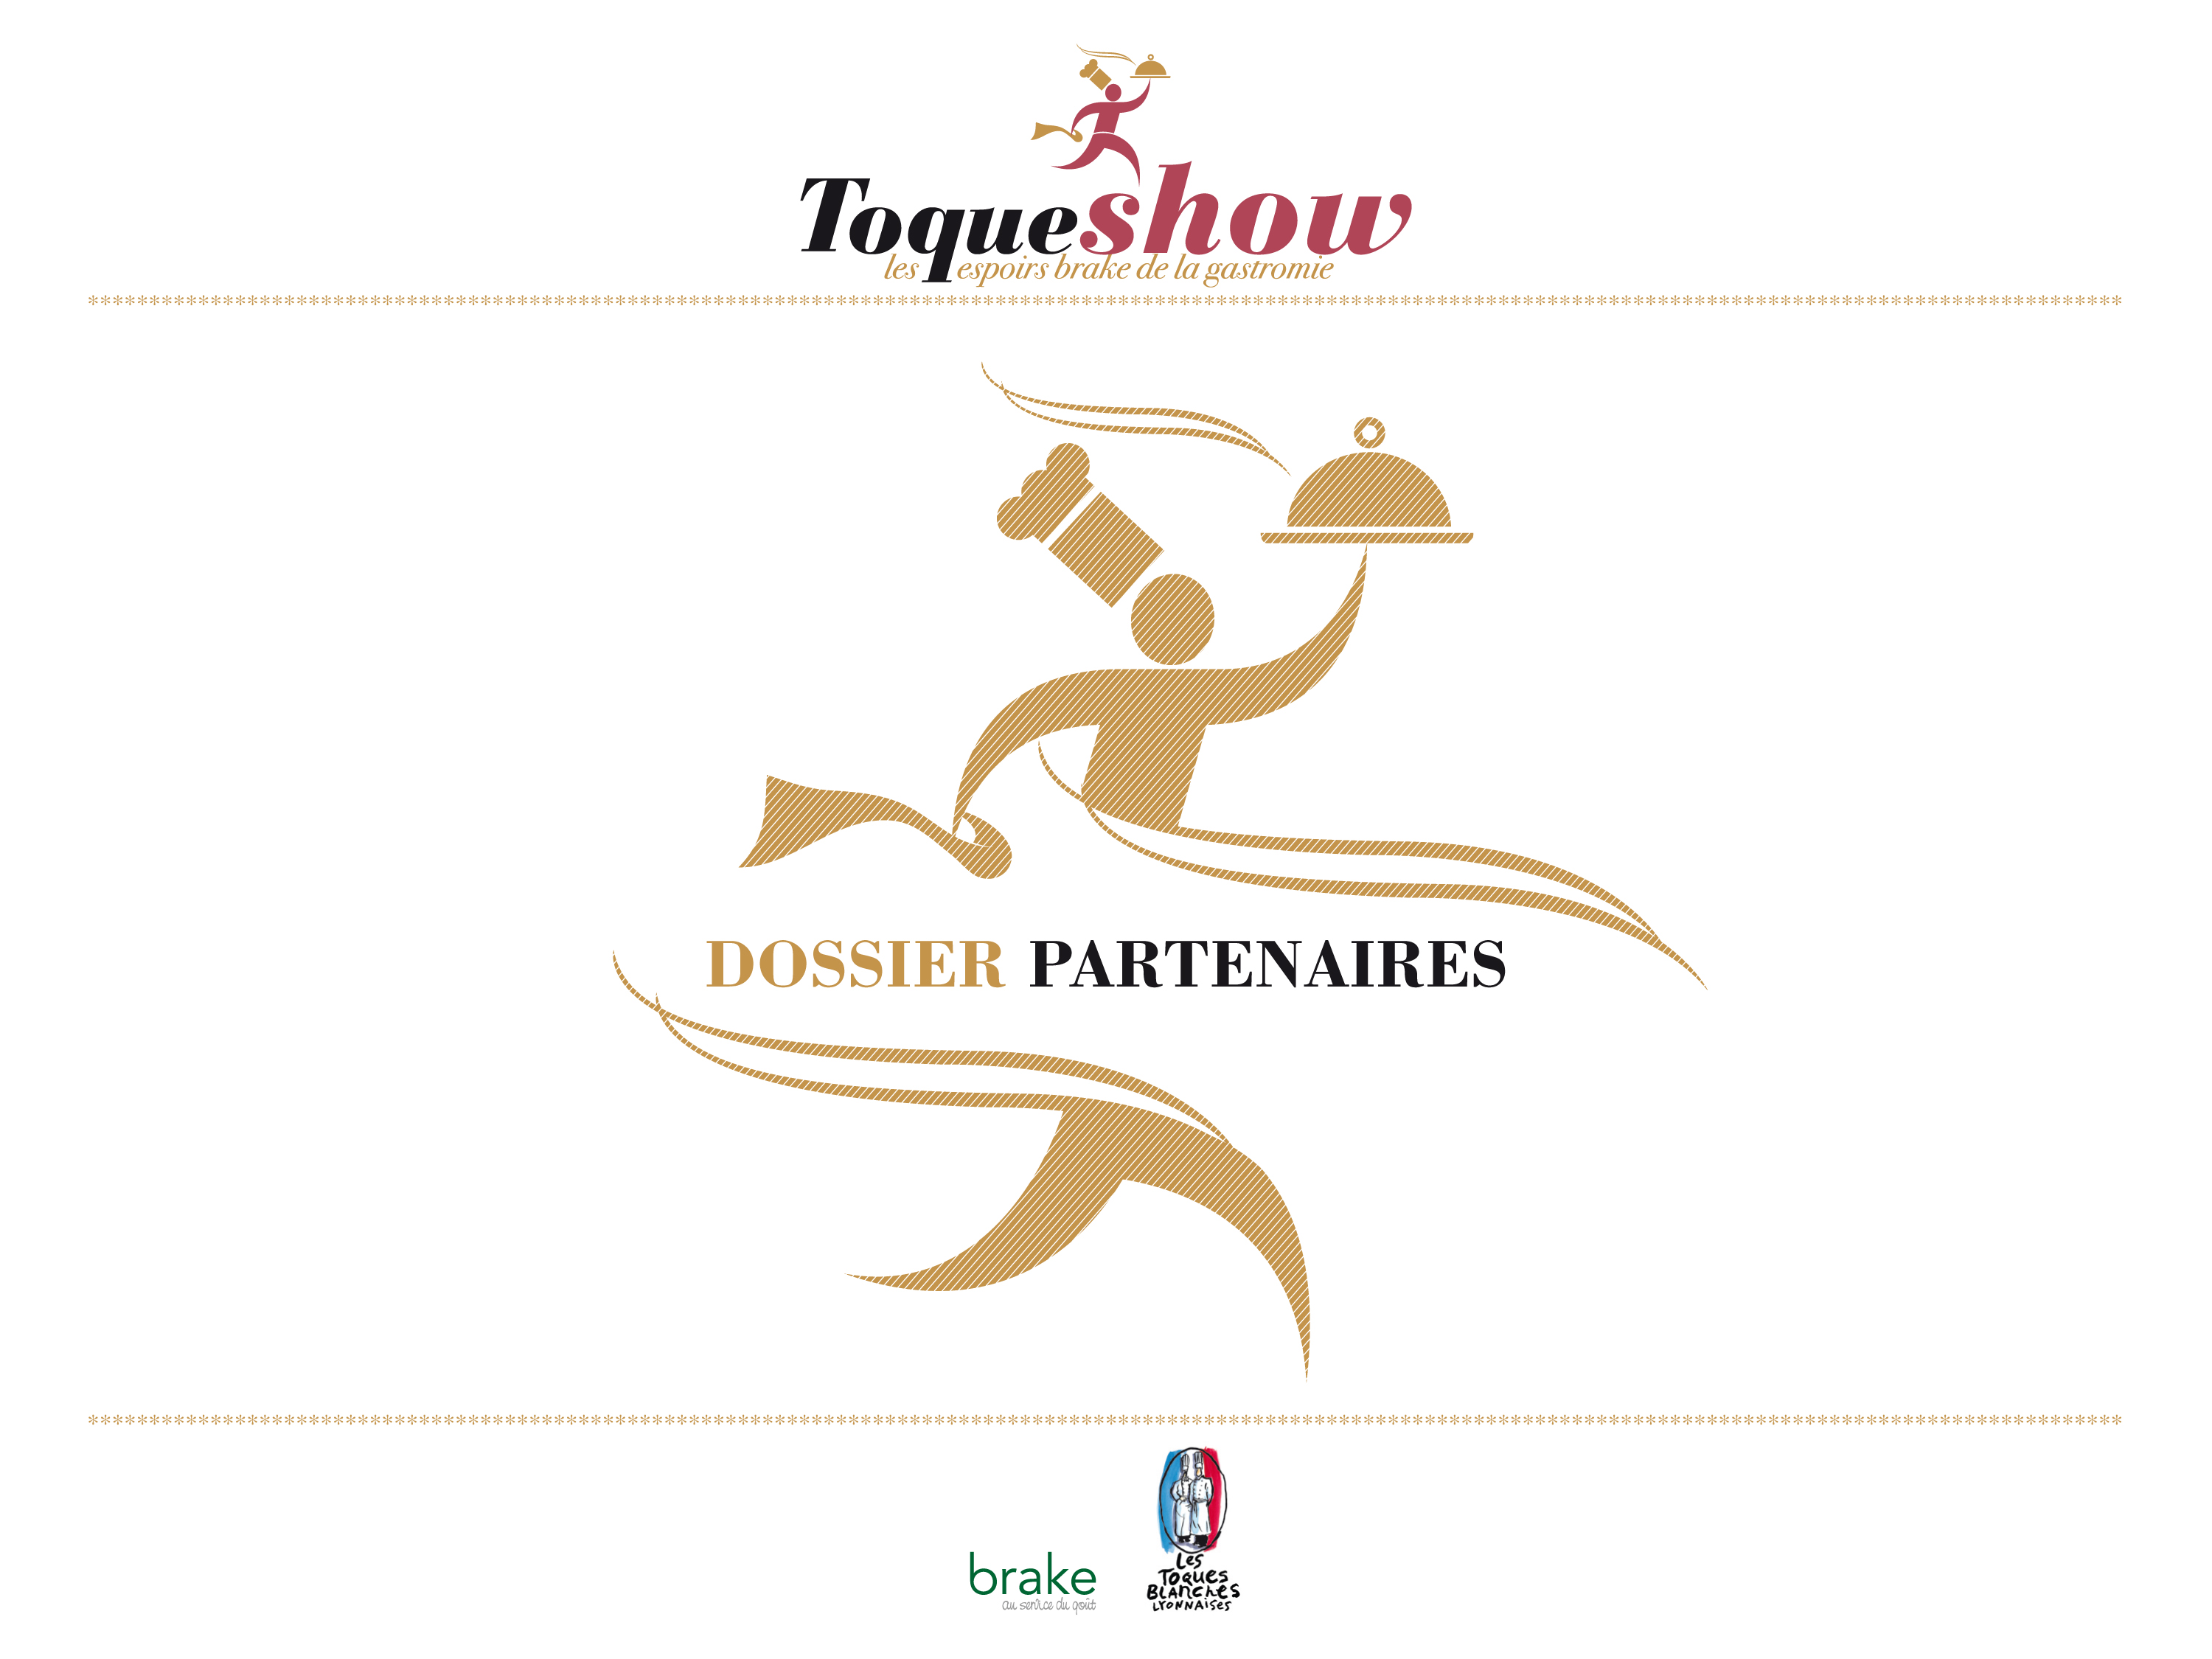 Toqueshow
les espoirs brake de la gastromie
DOSSIER PARTENAIRES
brake
au service du goût
Les
Toques
Blanches
Lyonnaises